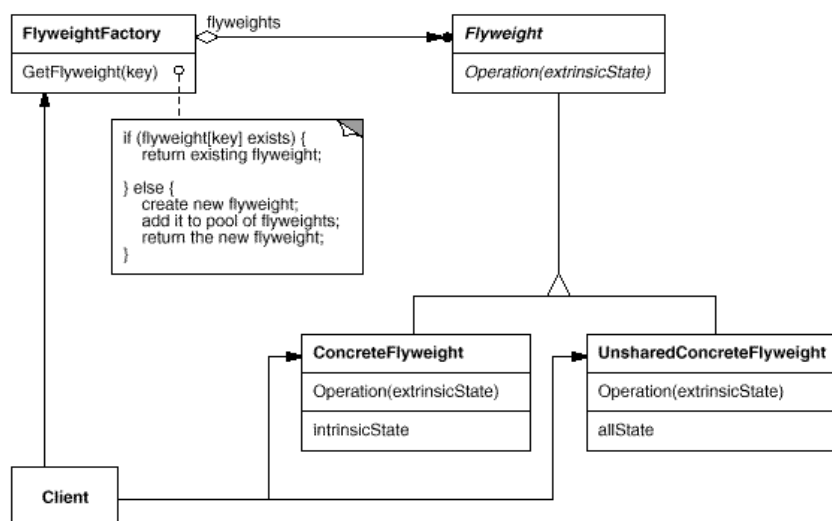 FlyweightFactory
flyweights
Flyweight
GetFlyweight(key)
Operation(extrinsicState)
if (flyweight[key] exists) {
return existing flyweight;
} else {
create new flyweight;
add it to pool of flyweights;
return the new flyweight;
}
ConcreteFlyweight
Operation(extrinsicState)
intrinsicState
UnsharedConcreteFlyweight
Operation(extrinsicState)
allState
Client